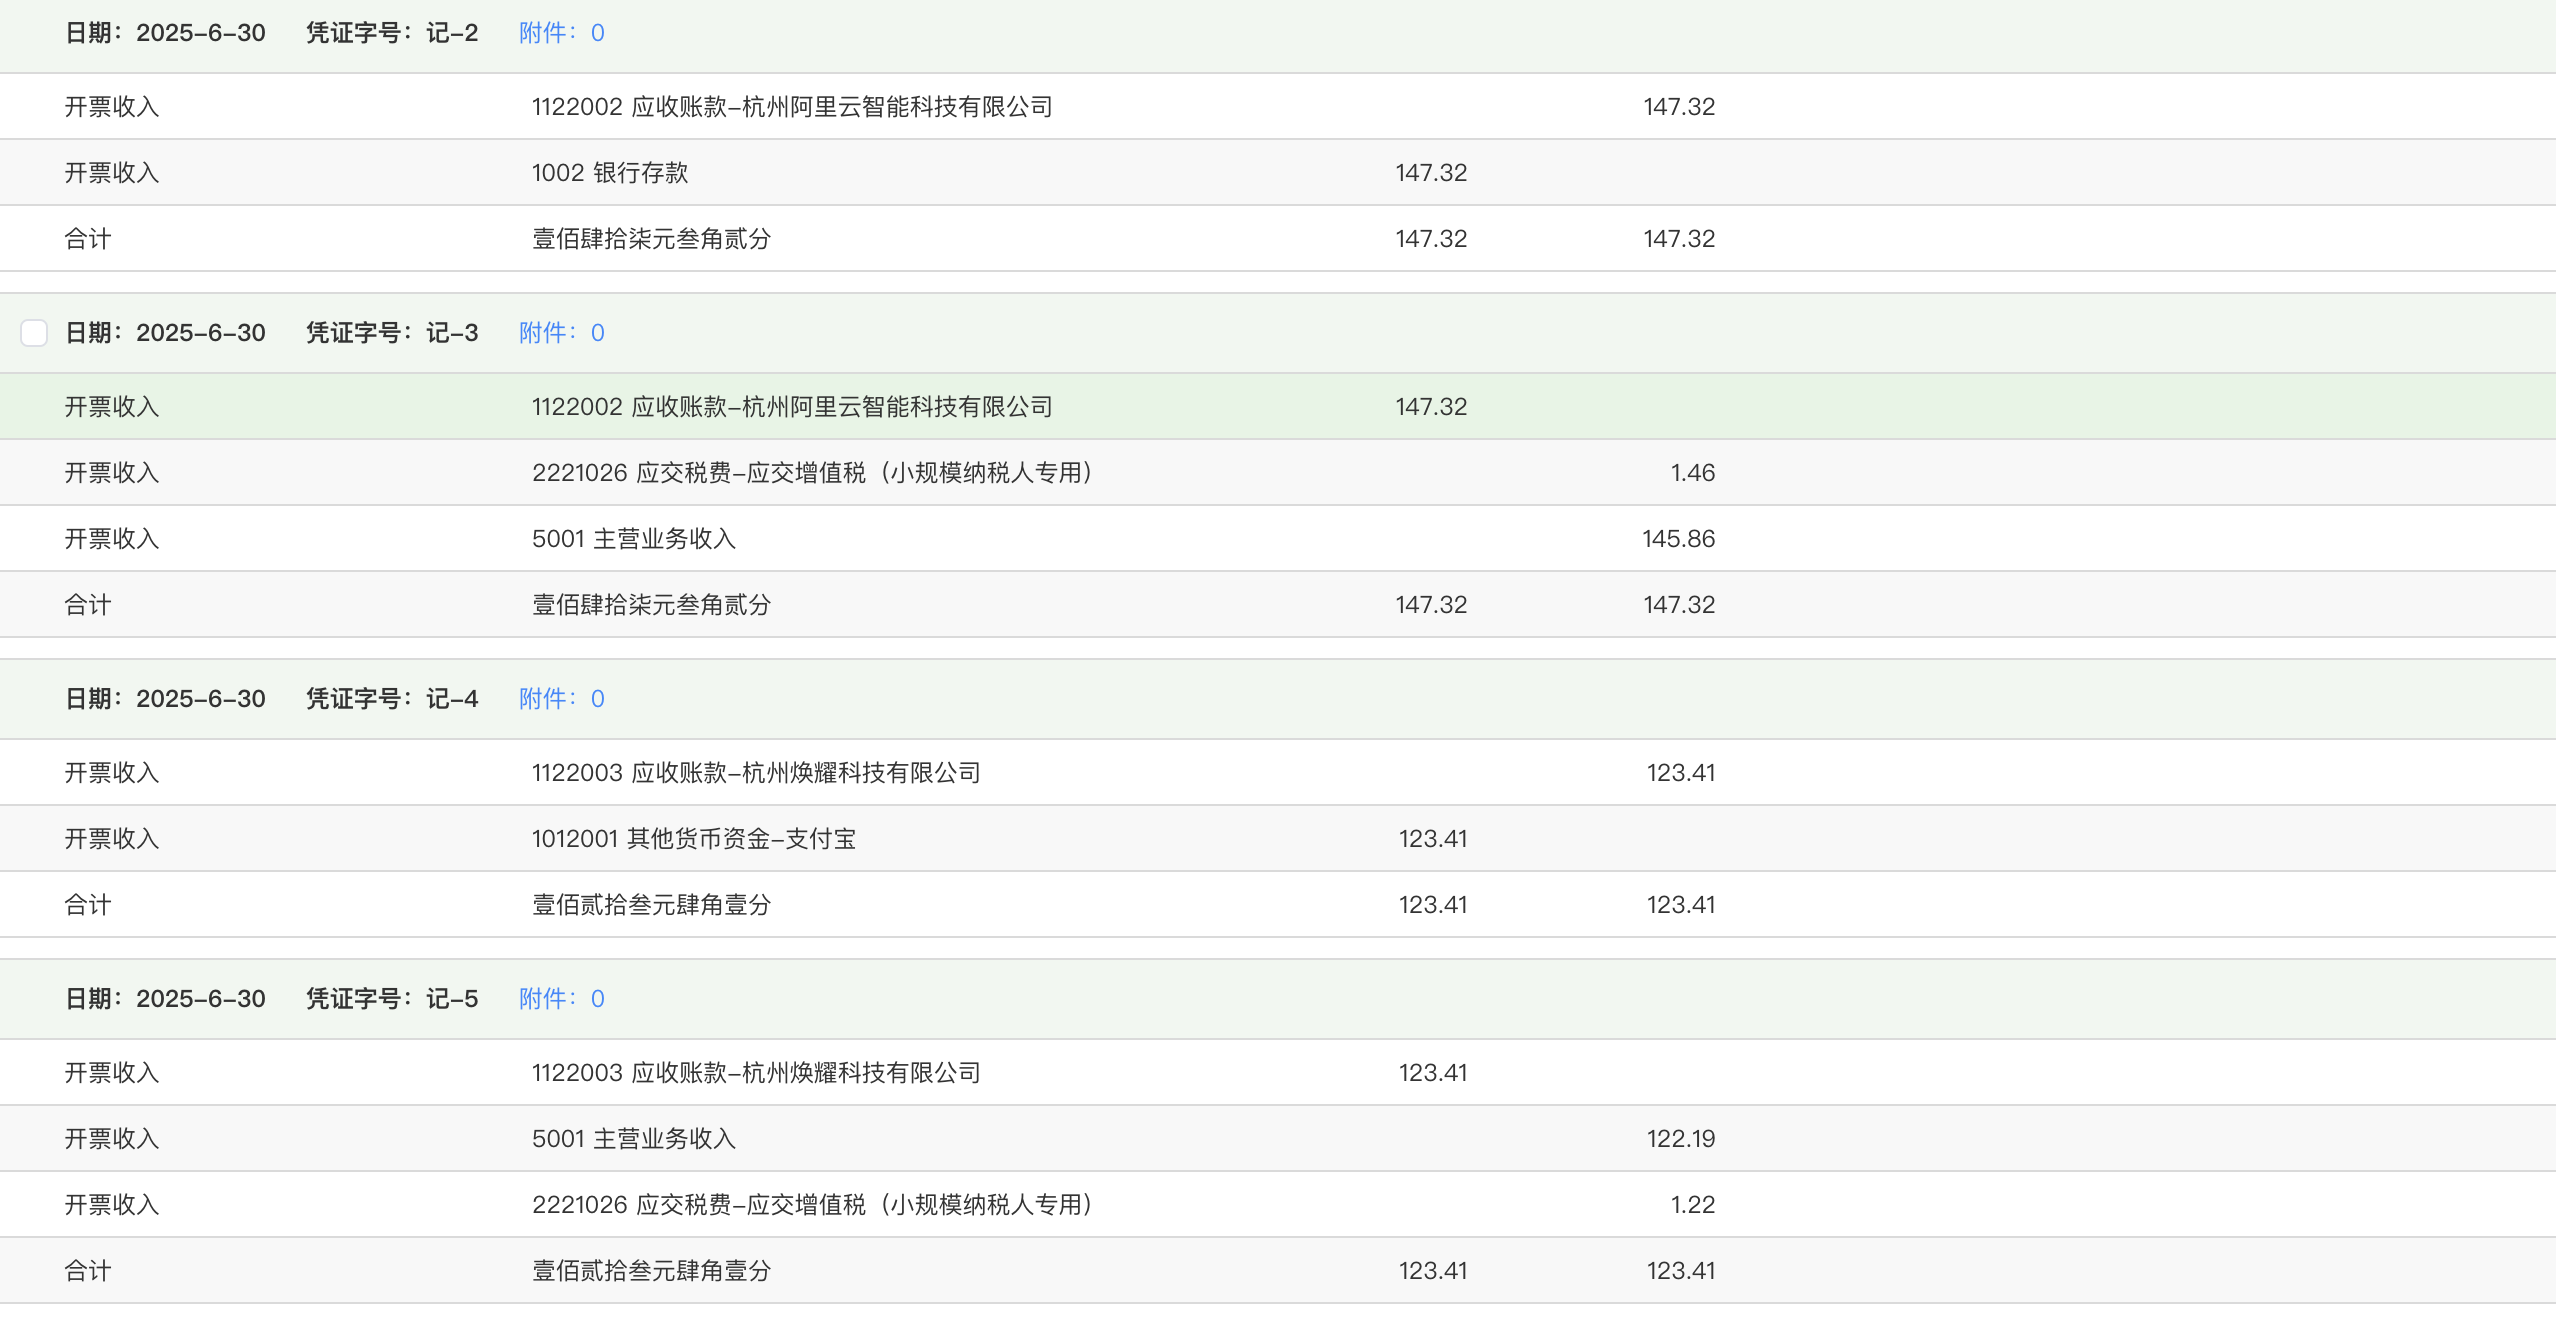 日期：2025-6-30 凭证字号：记-2 附件：0
开票收入 1122002 应收账款-杭州阿里云智能科技有限公司 147.32
开票收入 1002 银行存款 147.32
合计 壹佰肆拾柒元叁角贰分 147.32 147.32
日期：2025-6-30 凭证字号：记-3 附件：0
开票收入 1122002 应收账款-杭州阿里云智能科技有限公司 147.32
开票收入 2221026 应交税费-应交增值税（小规模纳税人专用） 1.46
开票收入 5001 主营业务收入 145.86
合计 壹佰肆拾柒元叁角贰分 147.32 147.32
日期：2025-6-30 凭证字号：记-4 附件：0
开票收入 1122003 应收账款-杭州焕耀科技有限公司 123.41
开票收入 1012001 其他货币资金-支付宝 123.41
合计 壹佰贰拾叁元肆角壹分 123.41 123.41
日期：2025-6-30 凭证字号：记-5 附件：0
开票收入 1122003 应收账款-杭州焕耀科技有限公司 123.41
开票收入 5001 主营业务收入 122.19
开票收入 2221026 应交税费-应交增值税（小规模纳税人专用） 1.22
合计 壹佰贰拾叁元肆角壹分 123.41 123.41